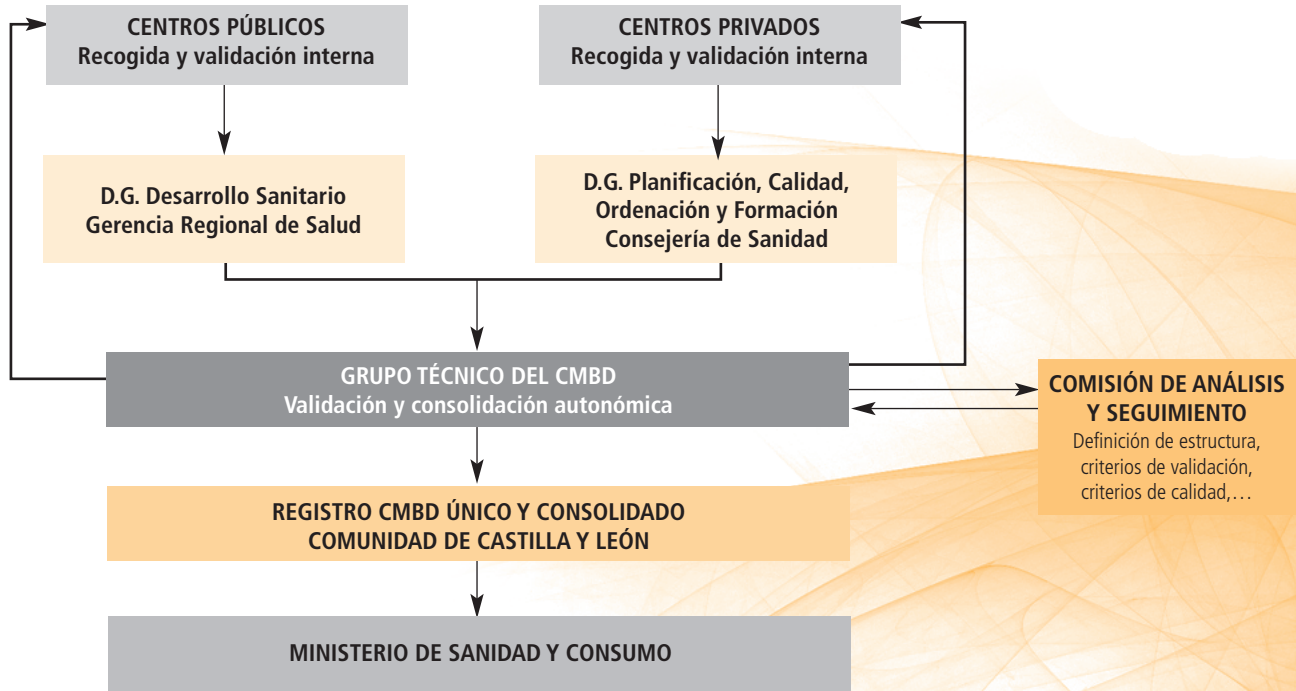 CENTROS PÚBLICOS
Recogida y validación interna
CENTROS PRIVADOS
Recogida y validación interna
D.G. Desarrollo Sanitario
Gerencia Regional de Salud
D.G. Planificación, Calidad,
Ordenación y Formación
Consejería de Sanidad
GRUPO TÉCNICO DEL CMBD
Validación y consolidación autonómica
COMISIÓN DE ANÁLISIS
Y SEGUIMIENTO
Definición de estructura,
criterios de validación,
criterios de calidad,…
REGISTRO CMBD ÚNICO Y CONSOLIDADO
COMUNIDAD DE CASTILLA Y LEÓN
MINISTERIO DE SANIDAD Y CONSUMO